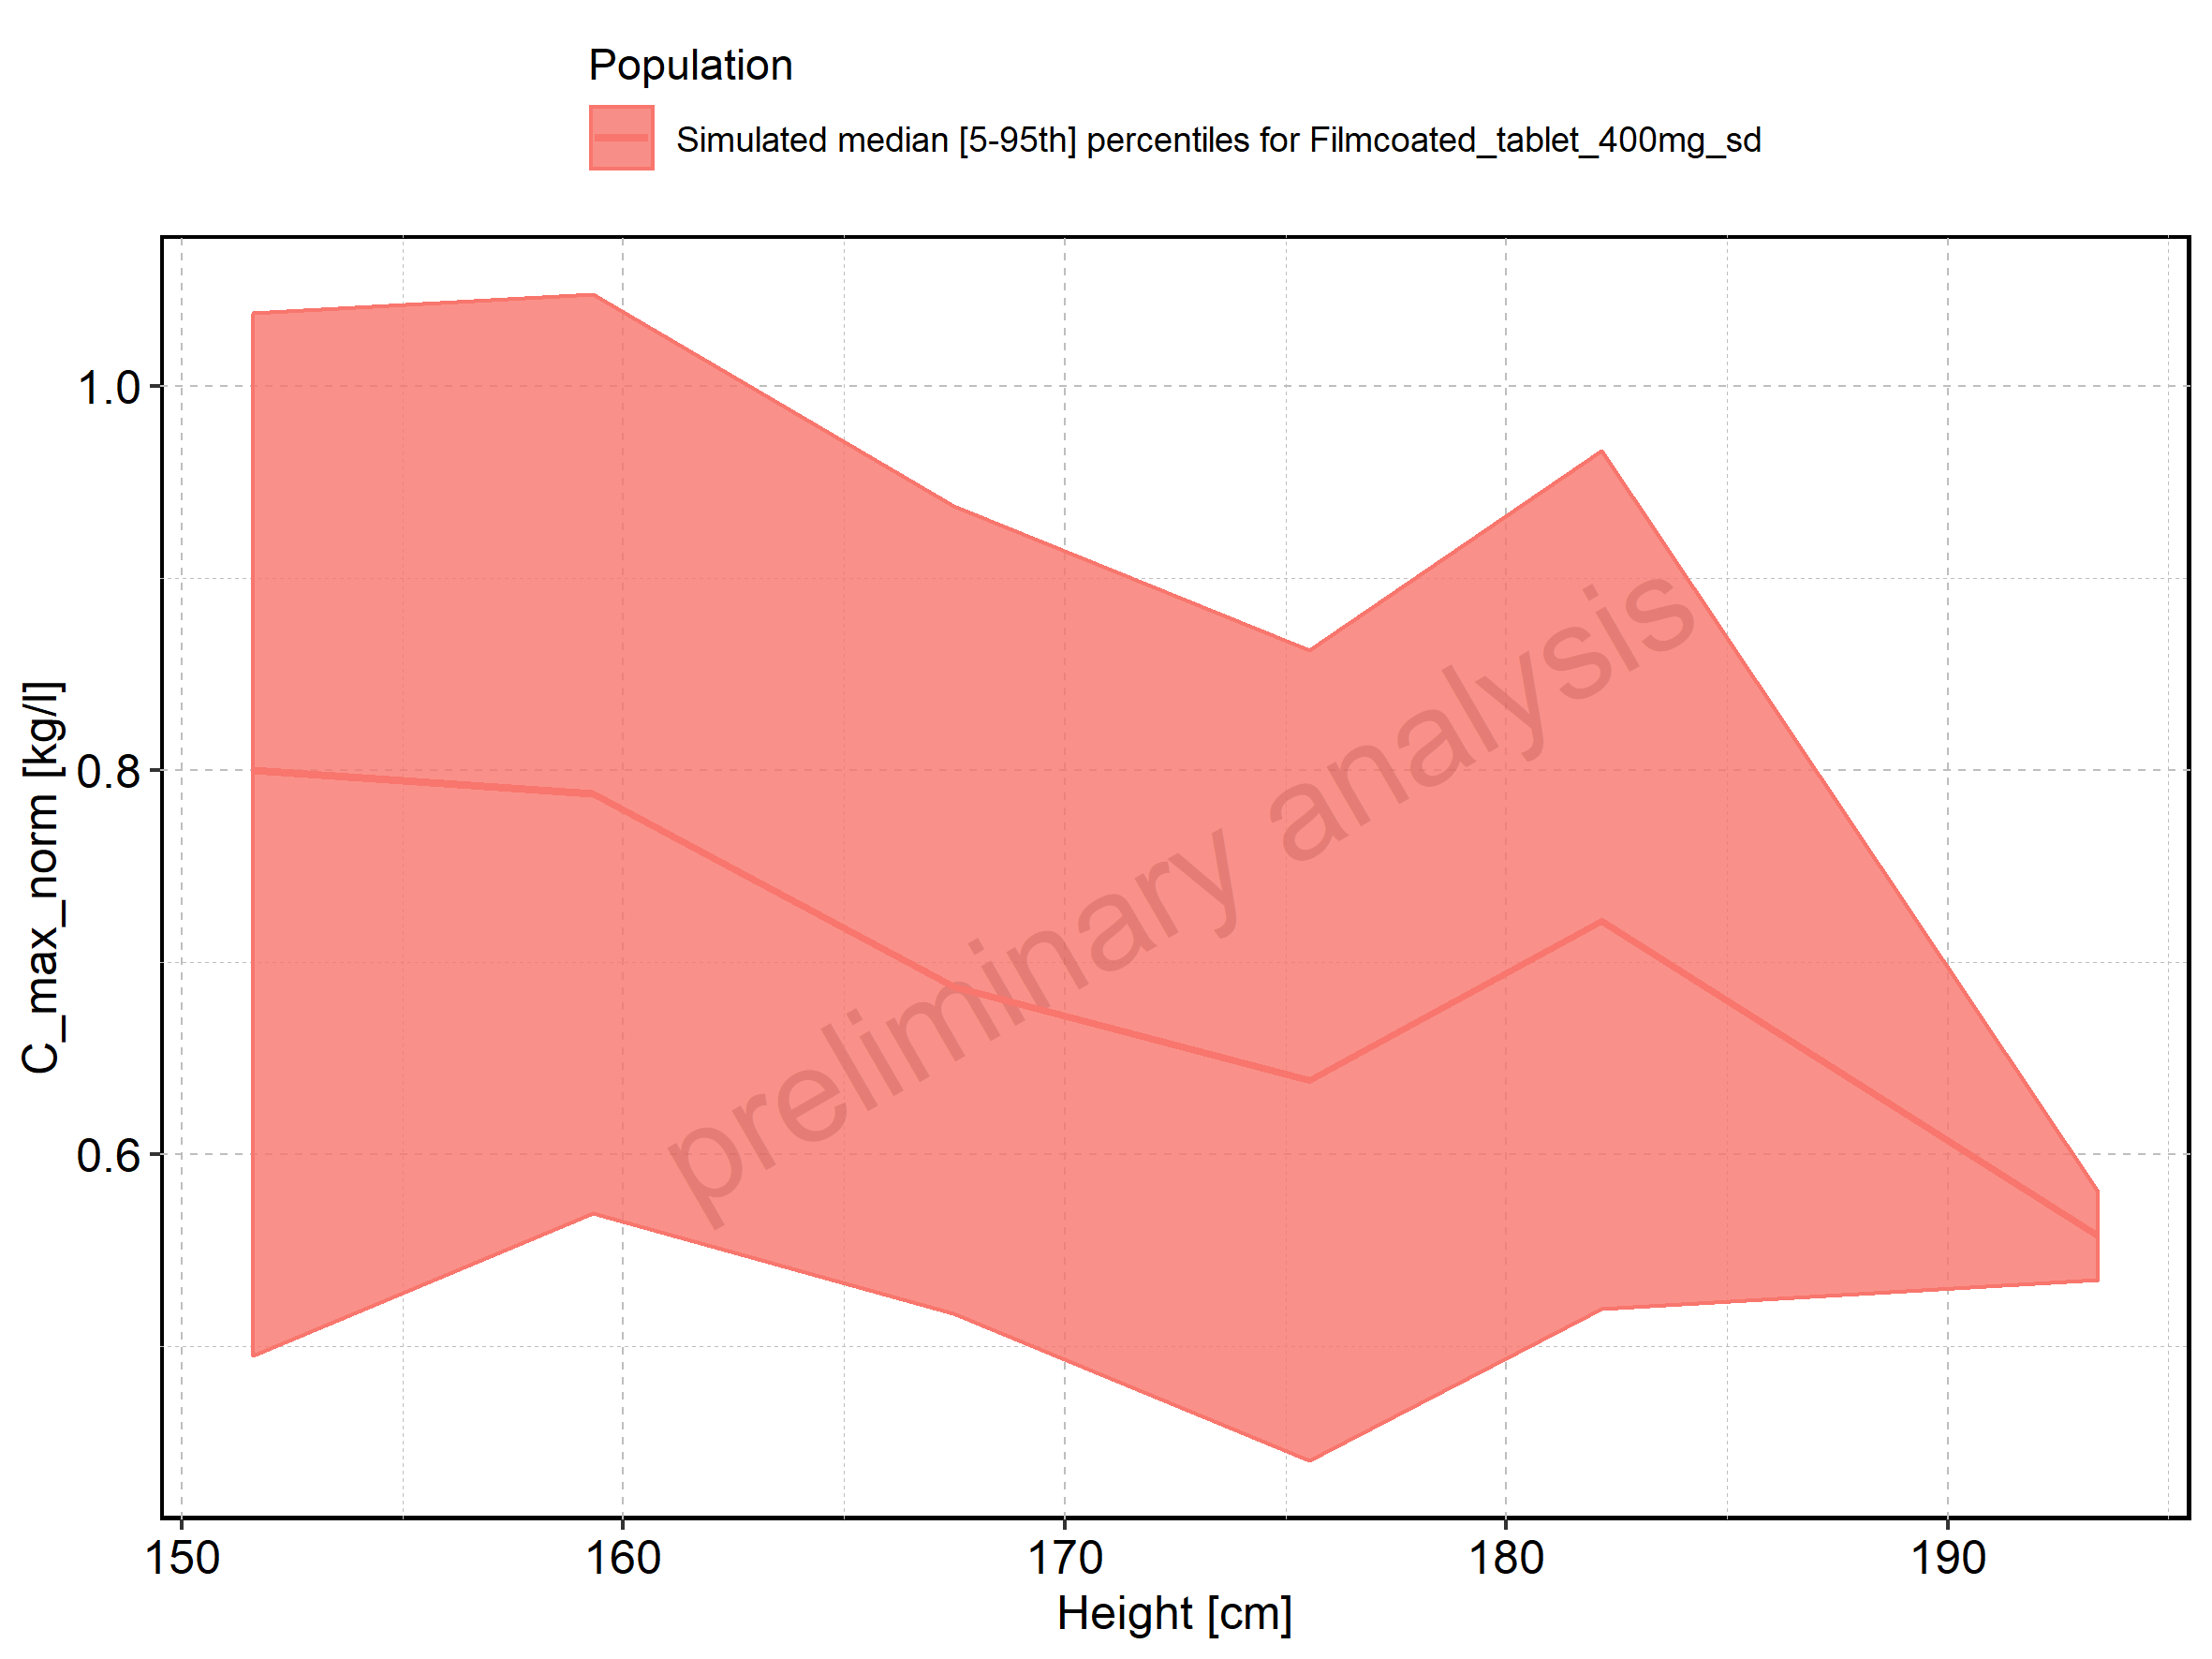 Population
Simulated median [5-95th] percentiles for Filmcoated_tablet_400mg_sd
C_max_norm [kg/l]
1.0
0.8
0.6
preliminary analysis
150 160 170 180 190
Height [cm]